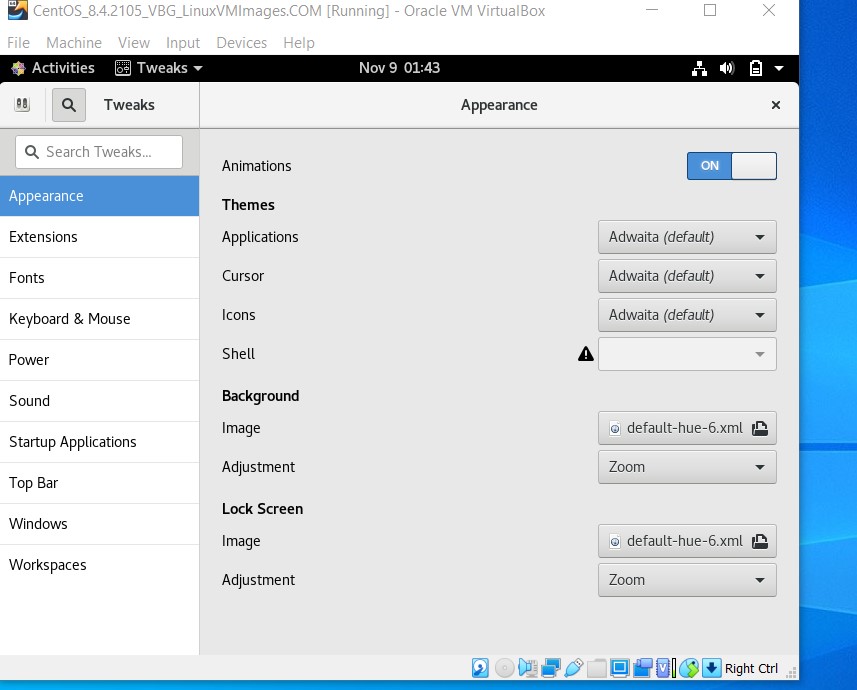 CentOS_8.4.2105_VBG_LinuxVMImages.COM [Running] - Oracle VM VirtualBox
File Machine View Input Devices Help
Activities Tweaks Nov 9 01:43
Tweaks Appearance
Search Tweaks...
Animations ON
Appearance
Themes
Extensions
Applications Adwaita (default)
Cursor Adwaita (default)
Fonts
Icons Adwaita (default)
Keyboard & Mouse
Shell
Power
Background
Sound
Image default-hue-6.xml
Startup Applications
Adjustment Zoom
Top Bar
Lock Screen
Windows
Image default-hue-6.xml
Workspaces
Adjustment Zoom
Right Ctrl